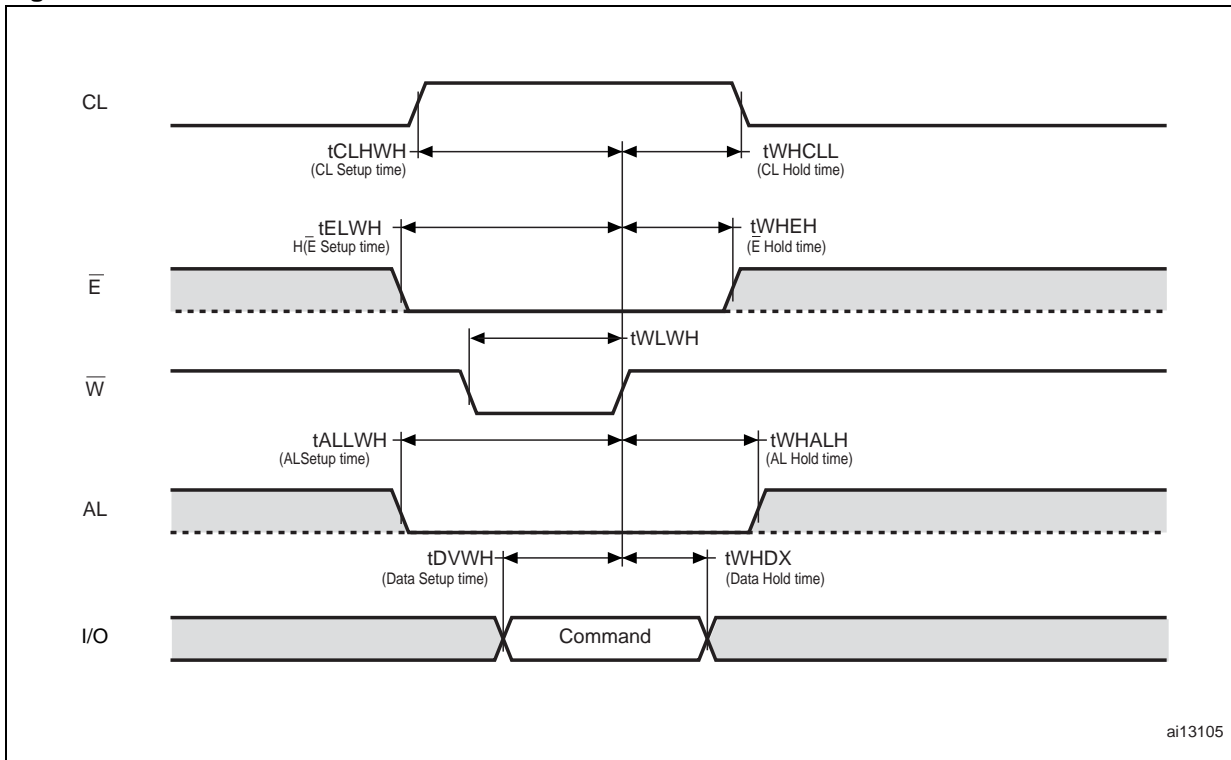 CL
tCLHWH
(CL Setup time)
tWHCLL
(CL Hold time)
tELWH
H(E̅ Setup time)
tWHEH
(E̅ Hold time)
E̅
tWLWH
W̅
tALLWH
(ALSetup time)
tWHALH
(AL Hold time)
AL
tDVWH
(Data Setup time)
tWHDX
(Data Hold time)
I/O
Command
ai13105